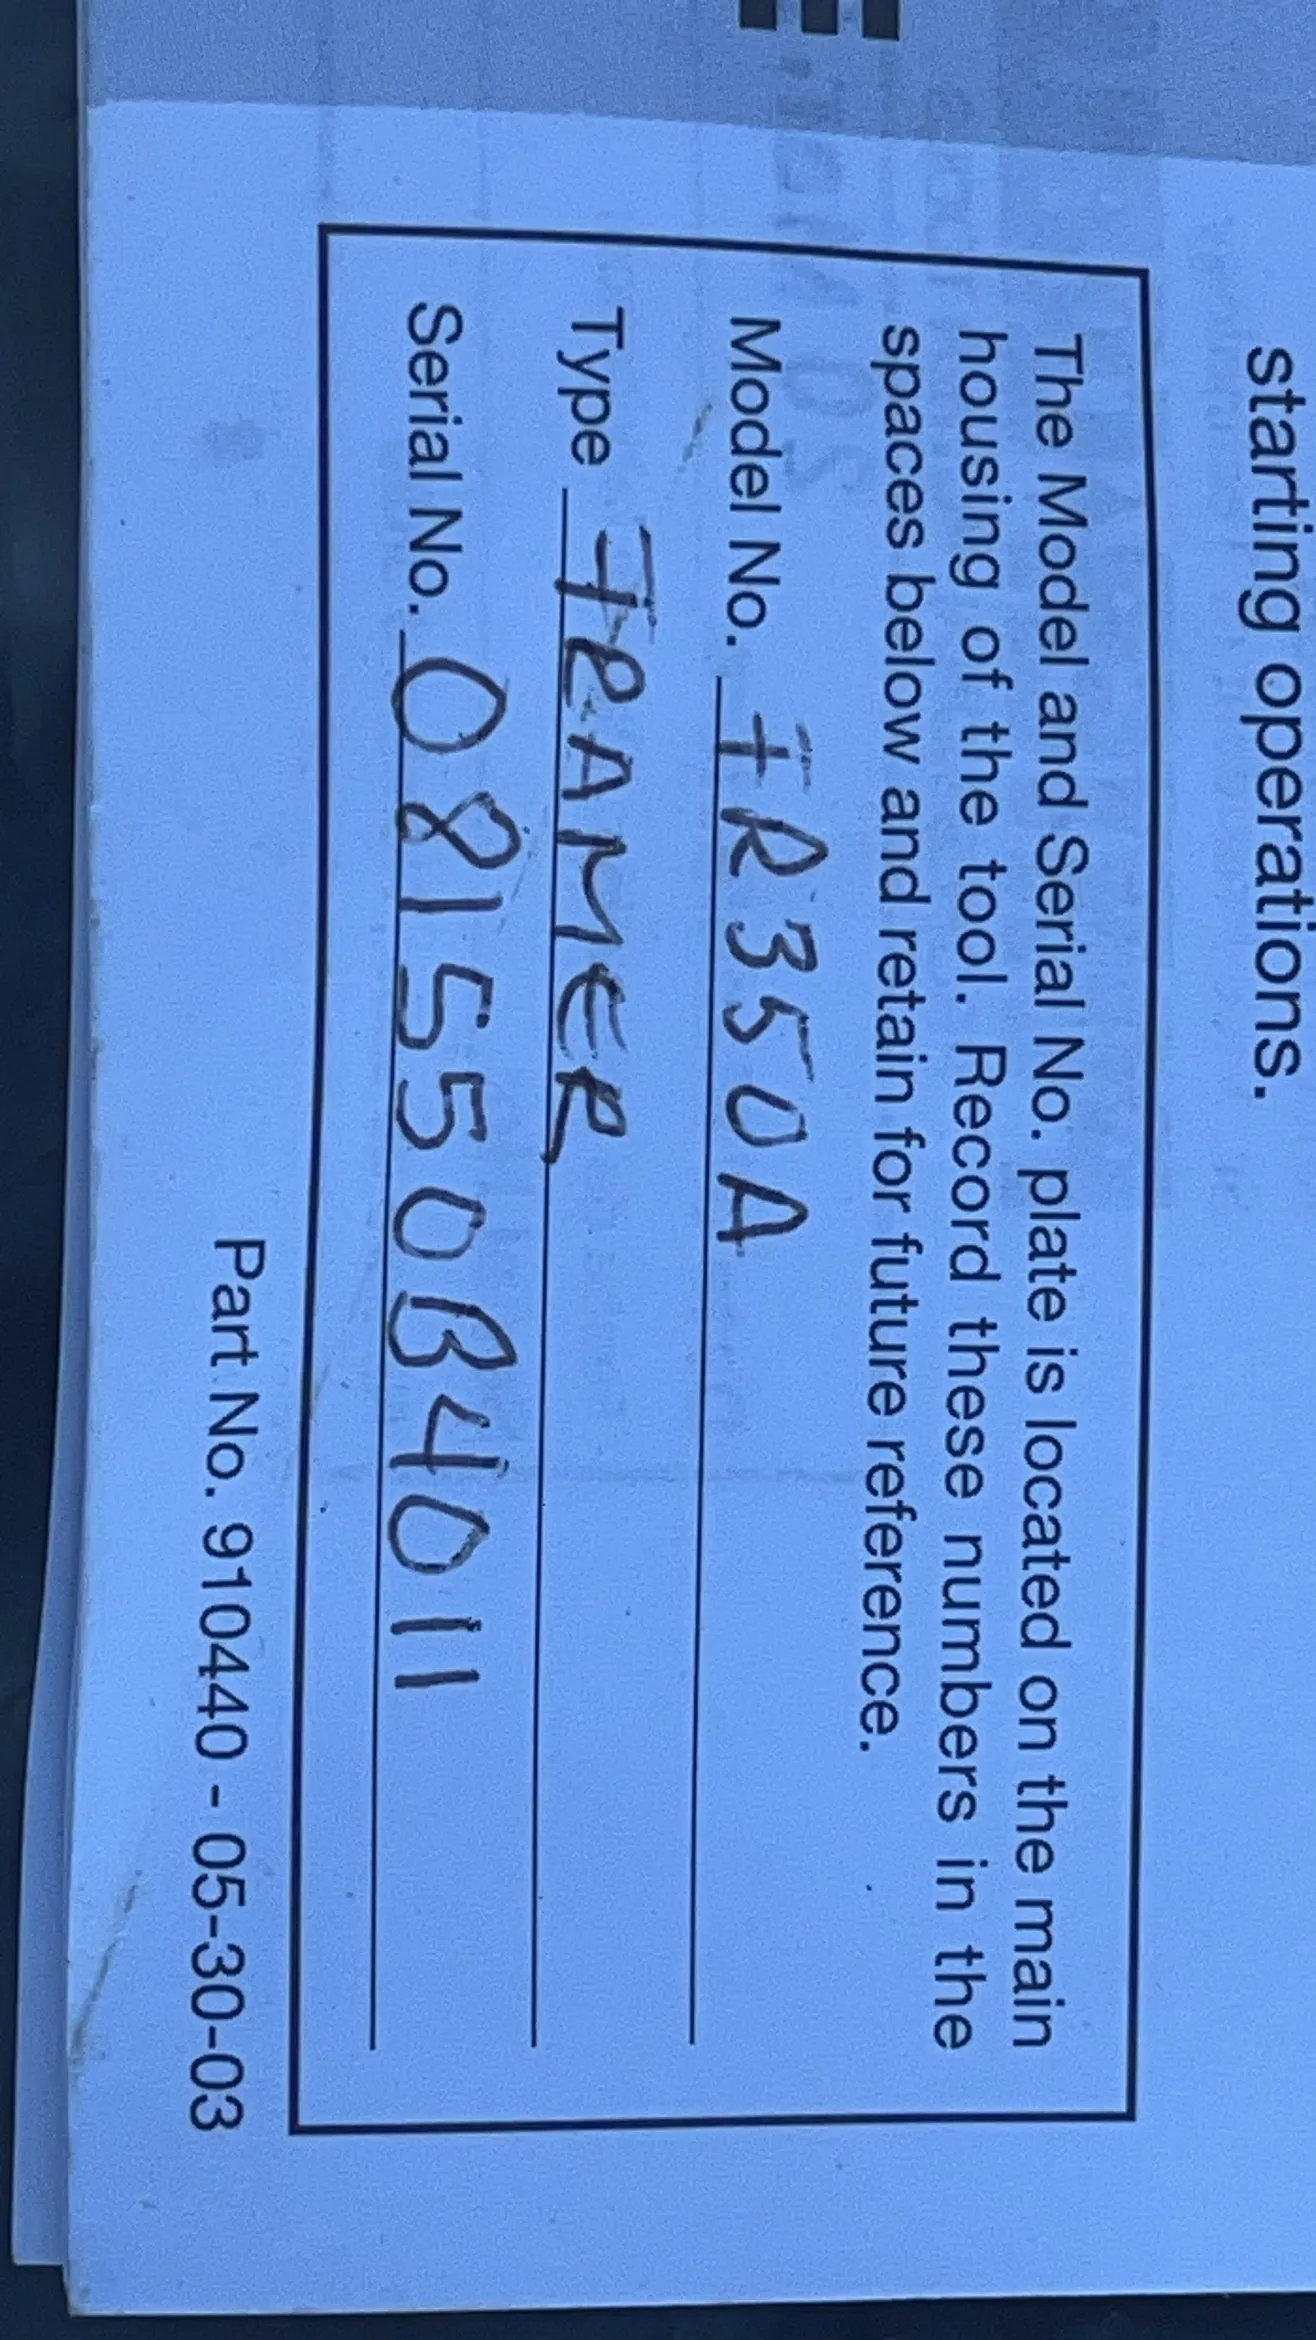 starting operations.
The Model and Serial No. plate is located on the main
housing of the tool. Record these numbers in the
spaces below and retain for future reference.
Model No. FR350A
Type FRAMER
Serial No. 081550B4011
Part No. 910440 - 05-30-03